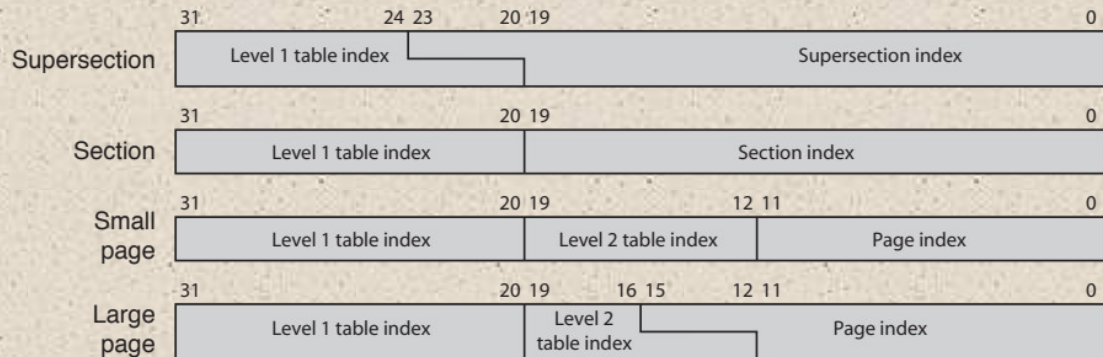 31 24 23 20 19 0
Supersection Level 1 table index Supersection index
31 20 19 0
Section Level 1 table index Section index
31 20 19 12 11 0
Small
page
Level 1 table index Level 2 table index Page index
31 20 19 16 15 12 11 0
Large
page
Level 1 table index
Level 2
table index
Page index